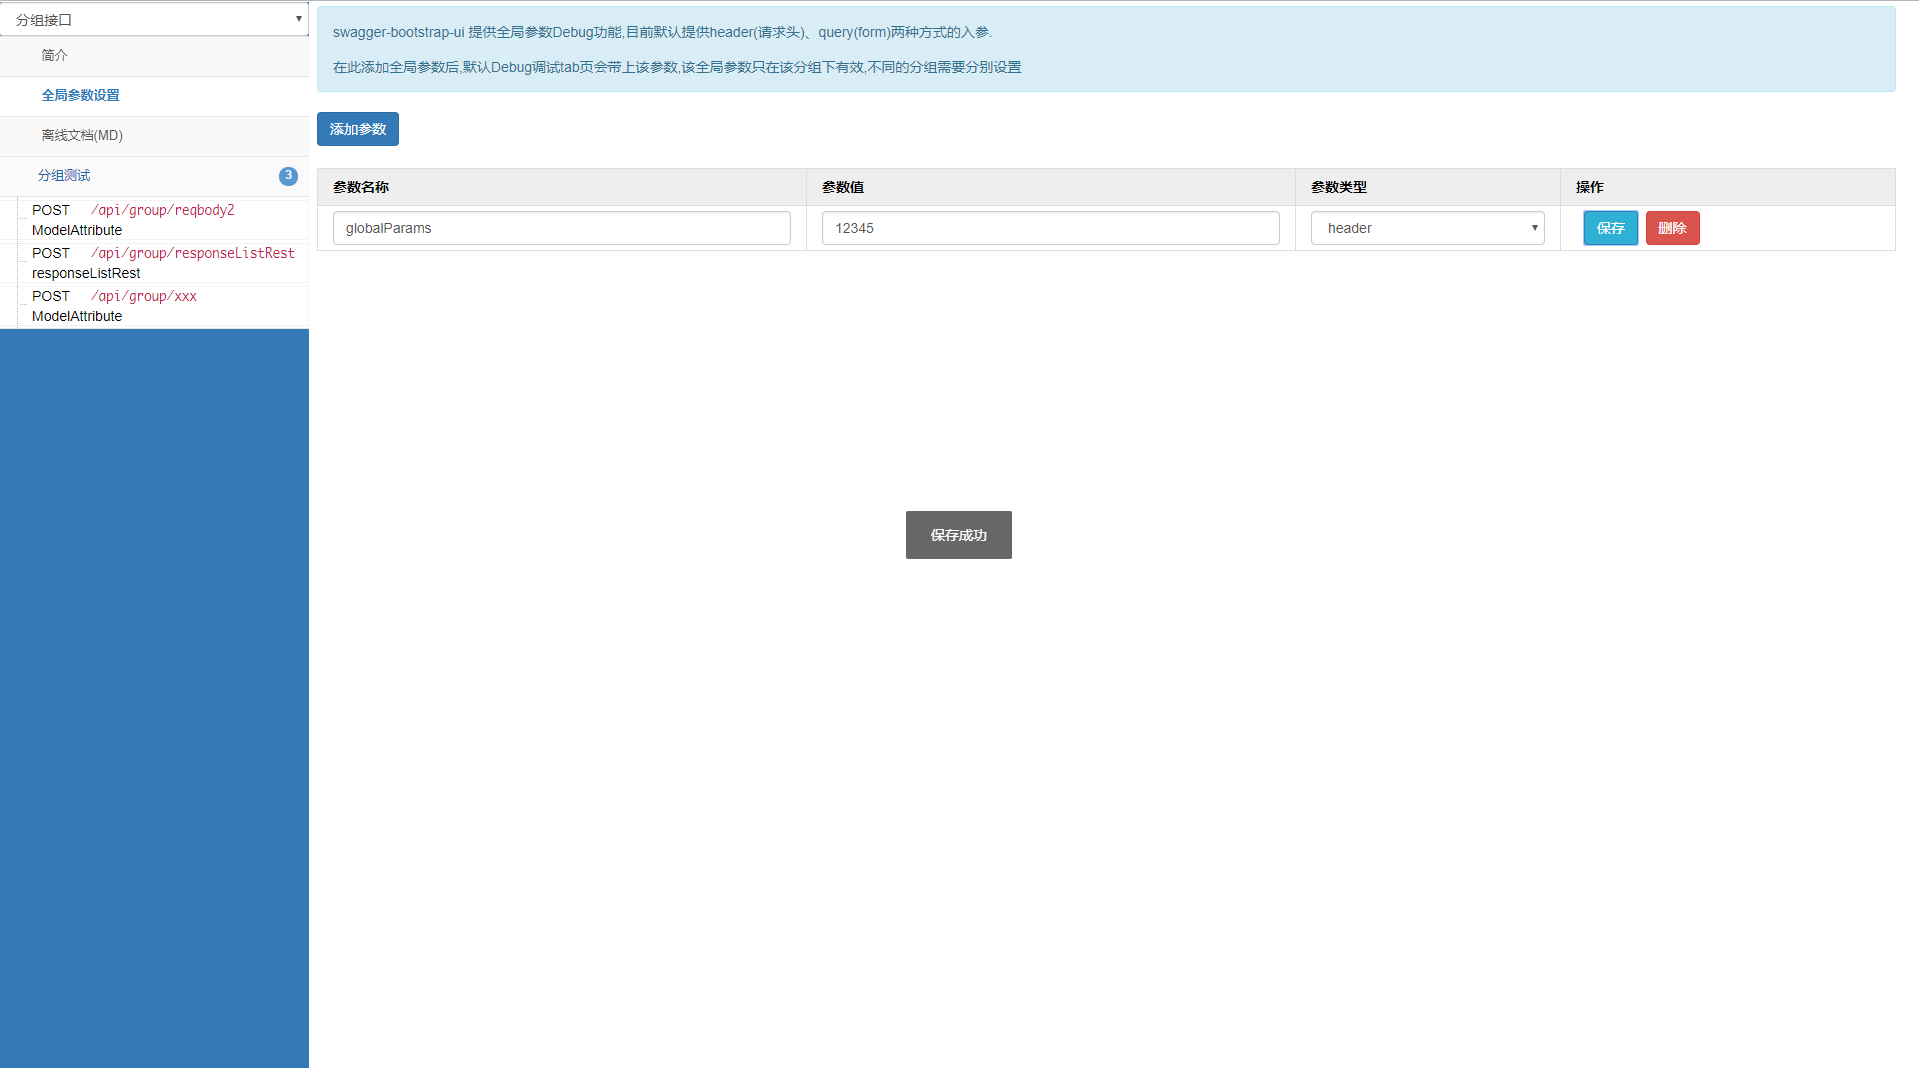 分组接口
简介
全局参数设置
离线文档(MD)
分组测试 3
POST /api/group/reqbody2
ModelAttribute
POST /api/group/responseListRest
responseListRest
POST /api/group/xxx
ModelAttribute
swagger-bootstrap-ui 提供全局参数Debug功能,目前默认提供header(请求头)、query(form)两种方式的入参.
在此添加全局参数后,默认Debug调试tab页会带上该参数,该全局参数只在该分组下有效,不同的分组需要分别设置
添加参数
参数名称 参数值 参数类型 操作
globalParams 12345 header 保存 删除
保存成功